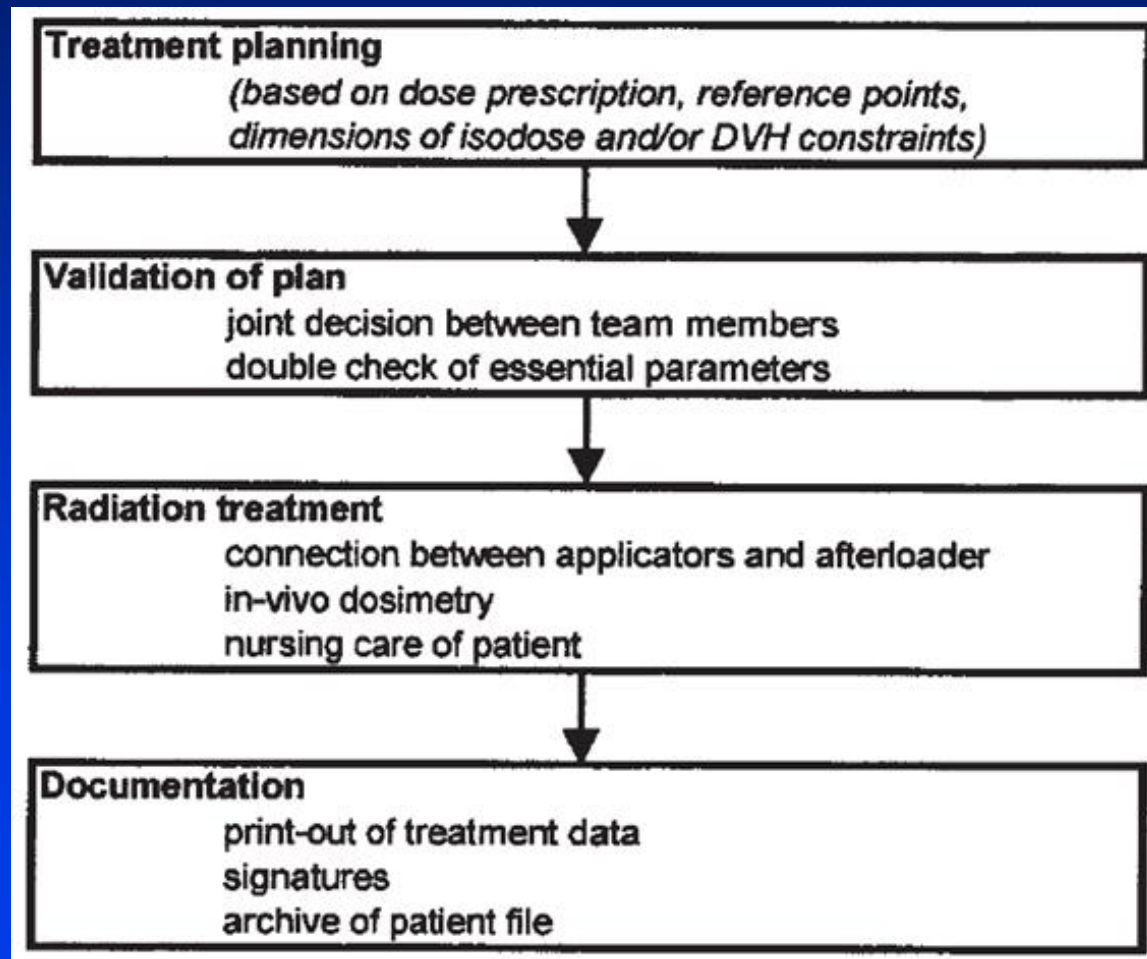 Treatment planning
(based on dose prescription, reference points,
dimensions of isodose and/or DVH constraints)
Validation of plan
joint decision between team members
double check of essential parameters
Radiation treatment
connection between applicators and afterloader
in-vivo dosimetry
nursing care of patient
Documentation
print-out of treatment data
signatures
archive of patient file